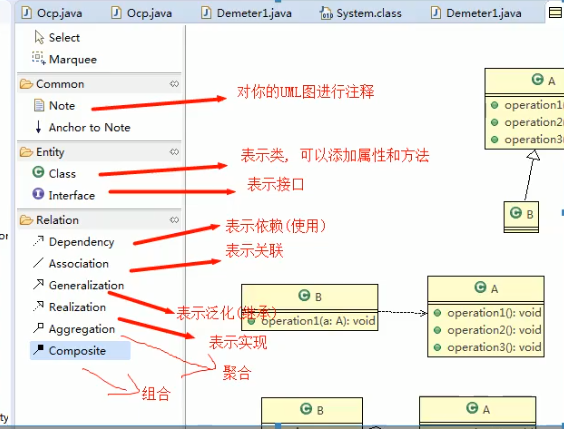 Ocp.java
Ocp.java
Demeter1.java
System.class
Demeter1.java
Select
Marquee
Common
Note
Anchor to Note
Entity
Class
Interface
Relation
Dependency
Association
Generalization
Realization
Aggregation
Composite
对你的UML图进行注释
表示类, 可以添加属性和方法
表示接口
表示依赖(使用)
表示关联
表示泛化(继承)
表示实现
聚合
组合
A
operation1(
operation2(
operation3(
B
B
operation1(a: A): void
A
operation1(): void
operation2(): void
operation3(): void
B
A